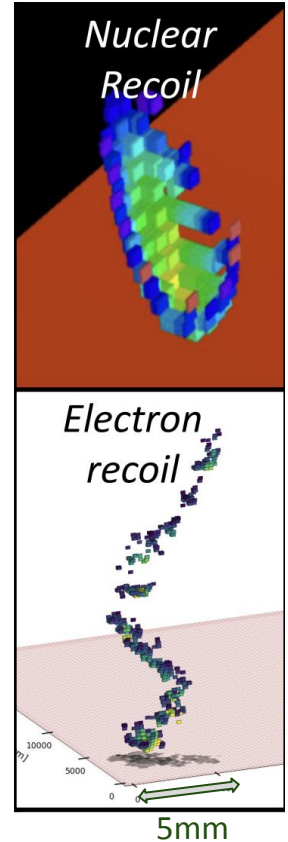 Nuclear
Recoil
Electron
recoil
10000
5000
m]
0
0
5mm